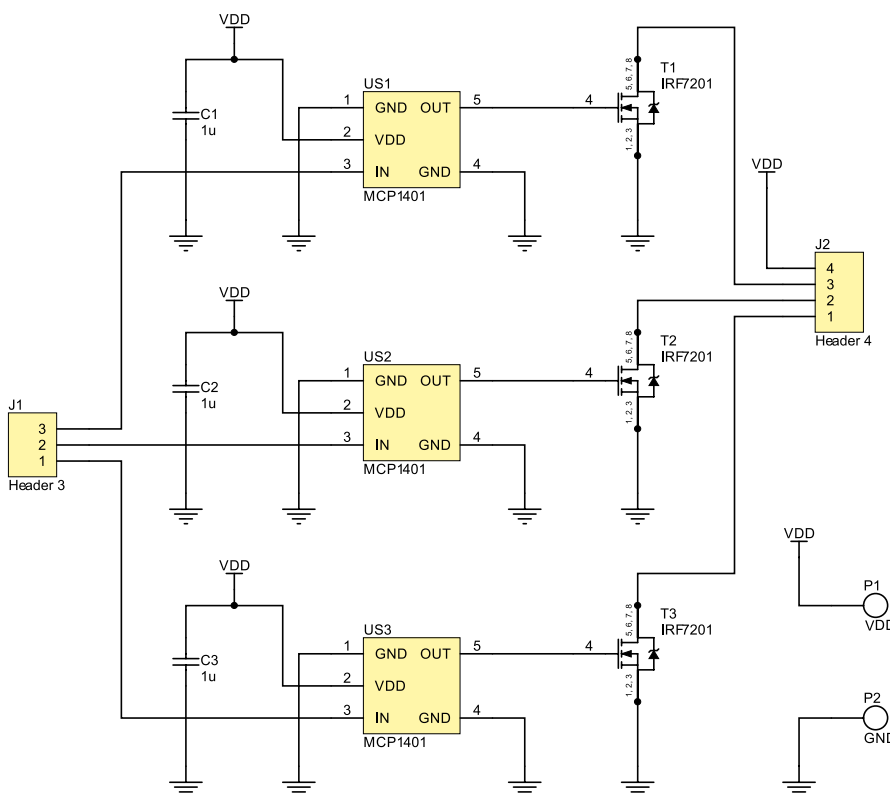 VDD
C1
1u
US1
1 GND OUT 5
2 VDD
3 IN GND 4
MCP1401
4
5, 6, 7, 8
1, 2, 3
T1
IRF7201
VDD
J2
4
3
2
1
Header 4
VDD
C2
1u
US2
1 GND OUT 5
2 VDD
3 IN GND 4
MCP1401
4
5, 6, 7, 8
1, 2, 3
T2
IRF7201
J1
3
2
1
Header 3
VDD
C3
1u
US3
1 GND OUT 5
2 VDD
3 IN GND 4
MCP1401
4
5, 6, 7, 8
1, 2, 3
T3
IRF7201
VDD
P1
VDD
P2
GND